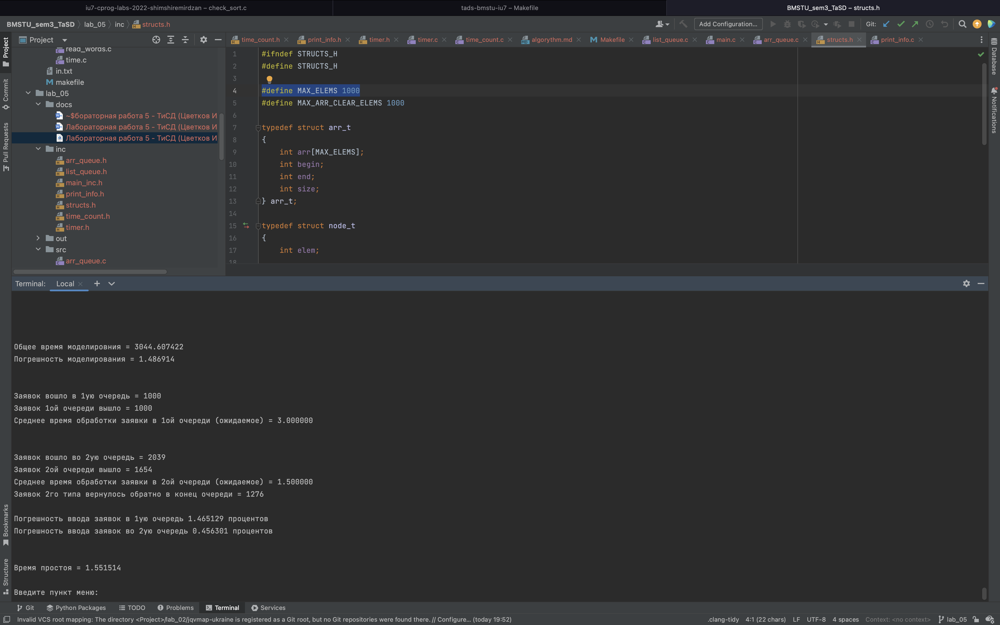 iu7-cprog-labs-2022-shimshiremirdzan – check_sort.c
tads-bmstu-iu7 – Makefile
BMSTU_sem3_TaSD – structs.h
BMSTU_sem3_TaSD lab_05 inc structs.h
Add Configuration...
Git:
Project
time_count.h
print_info.h
timer.h
timer.c
time_count.c
algorythm.md
Makefile
list_queue.c
main.c
arr_queue.c
structs.h
print_info.c
Project
Commit
Pull Requests
Bookmarks
Structure
Database
Notifications
read_words.c
time.c
in.txt
makefile
lab_05
docs
~$бораторная работа 5 - ТиСД (Цветков И
Лабораторная работа 5 - ТиСД (Цветков И
Лабораторная работа 5 - ТиСД (Цветков И
inc
arr_queue.h
list_queue.h
main_inc.h
print_info.h
structs.h
time_count.h
timer.h
out
src
arr_queue.c
1 #ifndef STRUCTS_H
2 #define STRUCTS_H
3
4 #define MAX_ELEMS 1000
5 #define MAX_ARR_CLEAR_ELEMS 1000
6
7 typedef struct arr_t
8 {
9 int arr[MAX_ELEMS];
10 int begin;
11 int end;
12 int size;
13 } arr_t;
14
15 typedef struct node_t
16 {
17 int elem;
18
Terminal: Local
Общее время моделировния = 3044.607422
Погрешность моделирования = 1.486914
Заявок вошло в 1ую очередь = 1000
Заявок 1ой очереди вышло = 1000
Среднее время обработки заявки в 1ой очереди (ожидаемое) = 3.000000
Заявок вошло во 2ую очередь = 2039
Заявок 2ой очереди вышло = 1654
Среднее время обработки заявки в 2ой очереди (ожидаемое) = 1.500000
Заявок 2го типа вернулось обратно в конец очереди = 1276
Погрешность ввода заявок в 1ую очередь 1.465129 процентов
Погрешность ввода заявок во 2ую очередь 0.456301 процентов
Время простоя = 1.551514
Введите пункт меню:
Git
Python Packages
TODO
Problems
Terminal
Services
Invalid VCS root mapping: The directory <Project>/lab_02/jqvmap-ukraine is registered as a Git root, but no Git repositories were found there. // Configure... (today 19:52)
.clang-tidy 4:1 (22 chars) LF UTF-8 4 spaces Context: <no context> lab_05